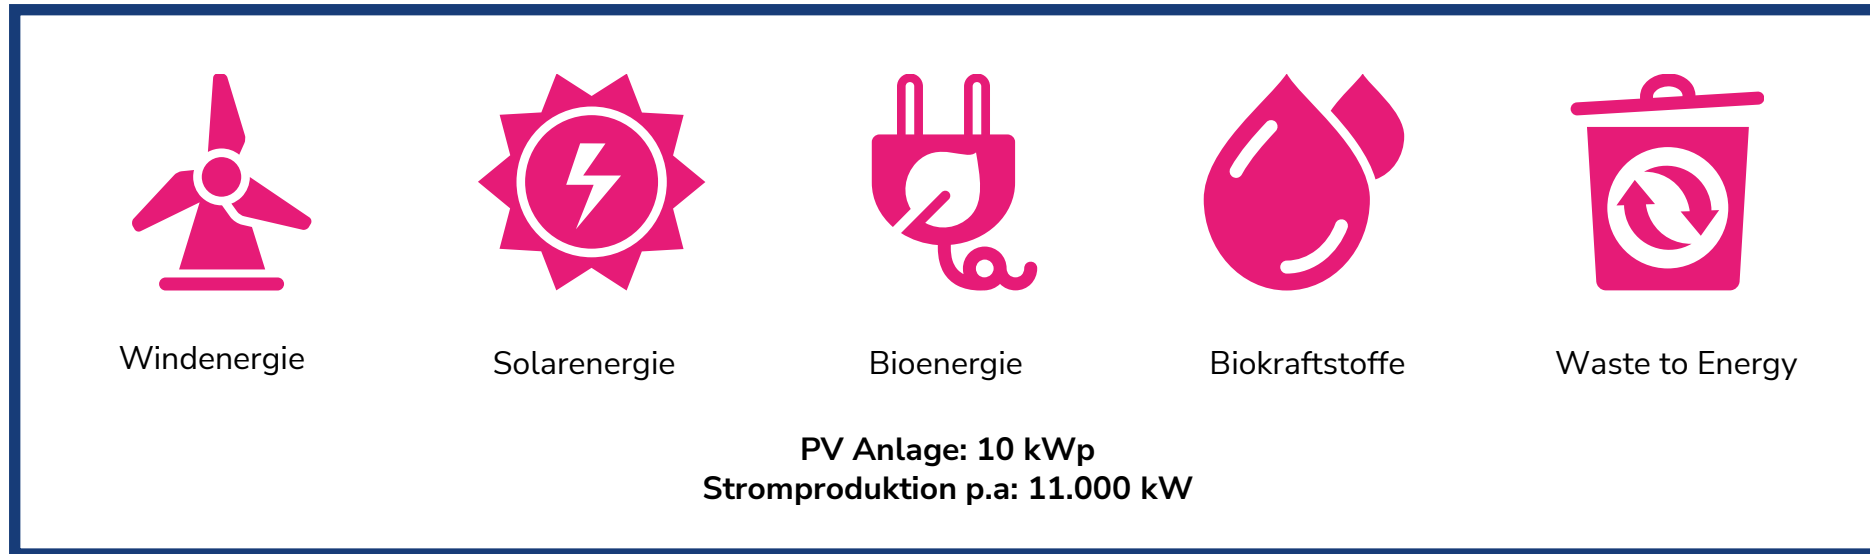 Windenergie
Solarenergie
Bioenergie
Biokraftstoffe
Waste to Energy
PV Anlage: 10 kWp
Stromproduktion p.a: 11.000 kW